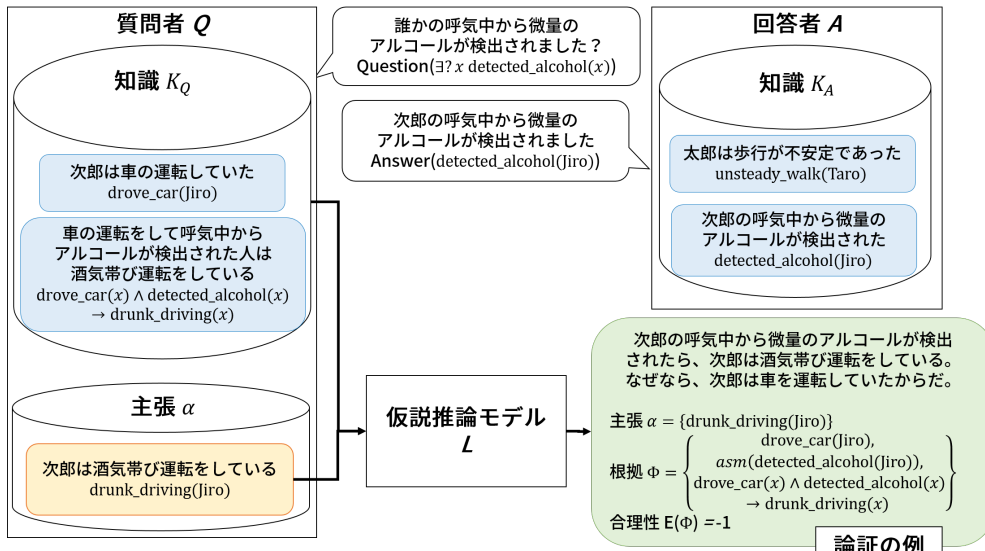 質問者 Q
知識 K_Q
次郎は車の運転していた
drove_car(Jiro)
車の運転をして呼気中から
アルコールが検出された人は
酒気帯び運転をしている
drove_car(x) ∧ detected_alcohol(x)
→ drunk_driving(x)
主張 α
次郎は酒気帯び運転をしている
drunk_driving(Jiro)
誰かの呼気中から微量の
アルコールが検出されました？
Question(∃? x detected_alcohol(x))
次郎の呼気中から微量の
アルコールが検出されました
Answer(detected_alcohol(Jiro))
回答者 A
知識 K_A
太郎は歩行が不安定であった
unsteady_walk(Taro)
次郎の呼気中から微量の
アルコールが検出された
detected_alcohol(Jiro)
仮説推論モデル
L
次郎の呼気中から微量のアルコールが検出
されたら、次郎は酒気帯び運転をしている。
なぜなら、次郎は車を運転していたからだ。
主張 α = {drunk_driving(Jiro)}
根拠 Φ = {drove_car(Jiro),
asm(detected_alcohol(Jiro)),
drove_car(x) ∧ detected_alcohol(x)
→ drunk_driving(x)}
合理性 E(Φ) =-1
論証の例